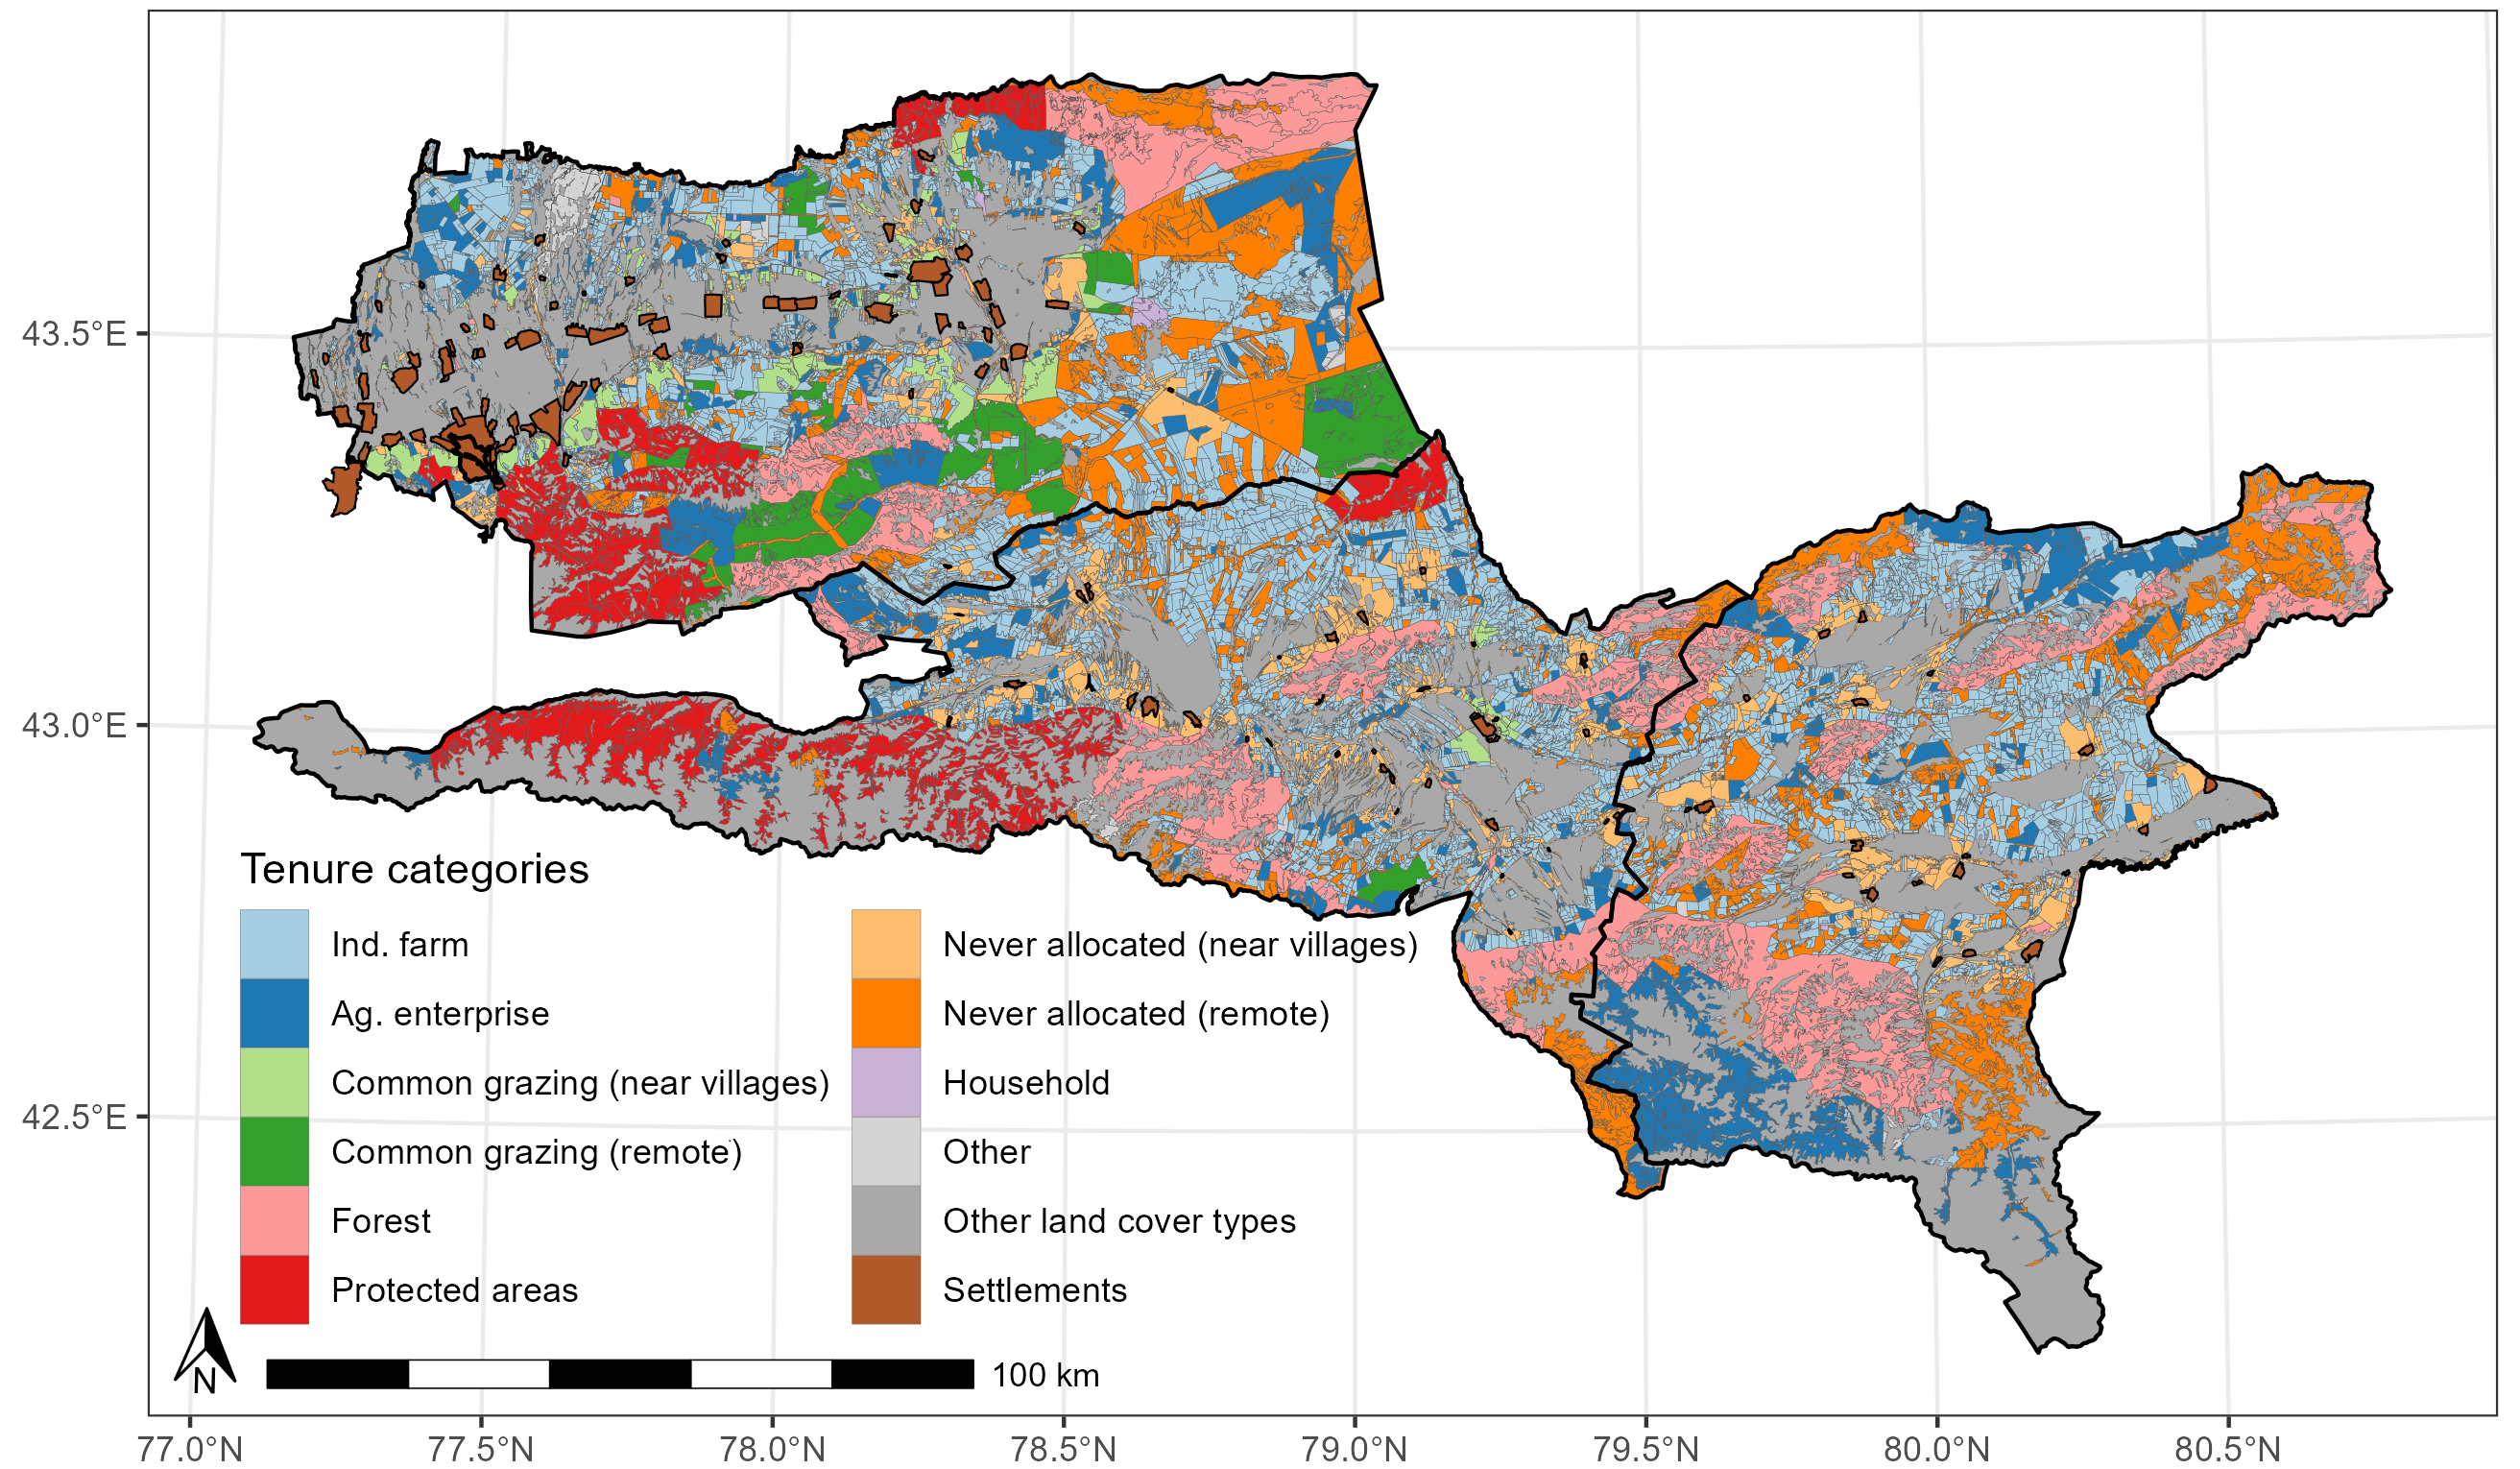 43.5°E
43.0°E
42.5°E
Tenure categories
Ind. farm
Ag. enterprise
Common grazing (near villages)
Common grazing (remote)
Forest
Protected areas
Never allocated (near villages)
Never allocated (remote)
Household
Other
Other land cover types
Settlements
N
100 km
77.0°N 77.5°N 78.0°N 78.5°N 79.0°N 79.5°N 80.0°N 80.5°N